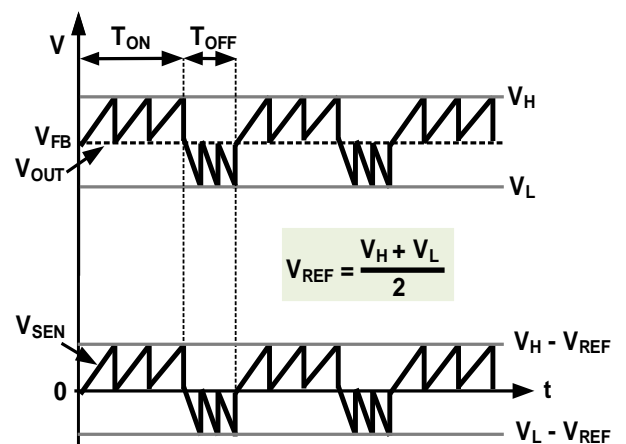 V
T_ON
T_OFF
V_H
V_FB
V_OUT
V_L
V_REF = (V_H + V_L) / 2
V_SEN
V_H - V_REF
0
t
V_L - V_REF